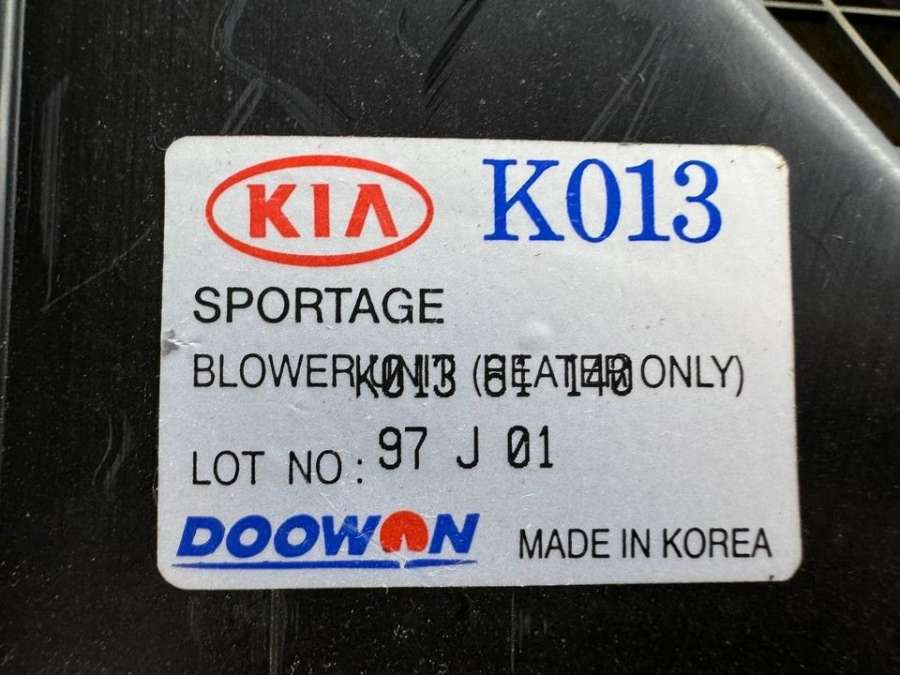 KIA K013
SPORTAGE
BLOWER UNIT (HEATER ONLY)
K013 61 140
LOT NO: 97 J 01
DOOWON MADE IN KOREA